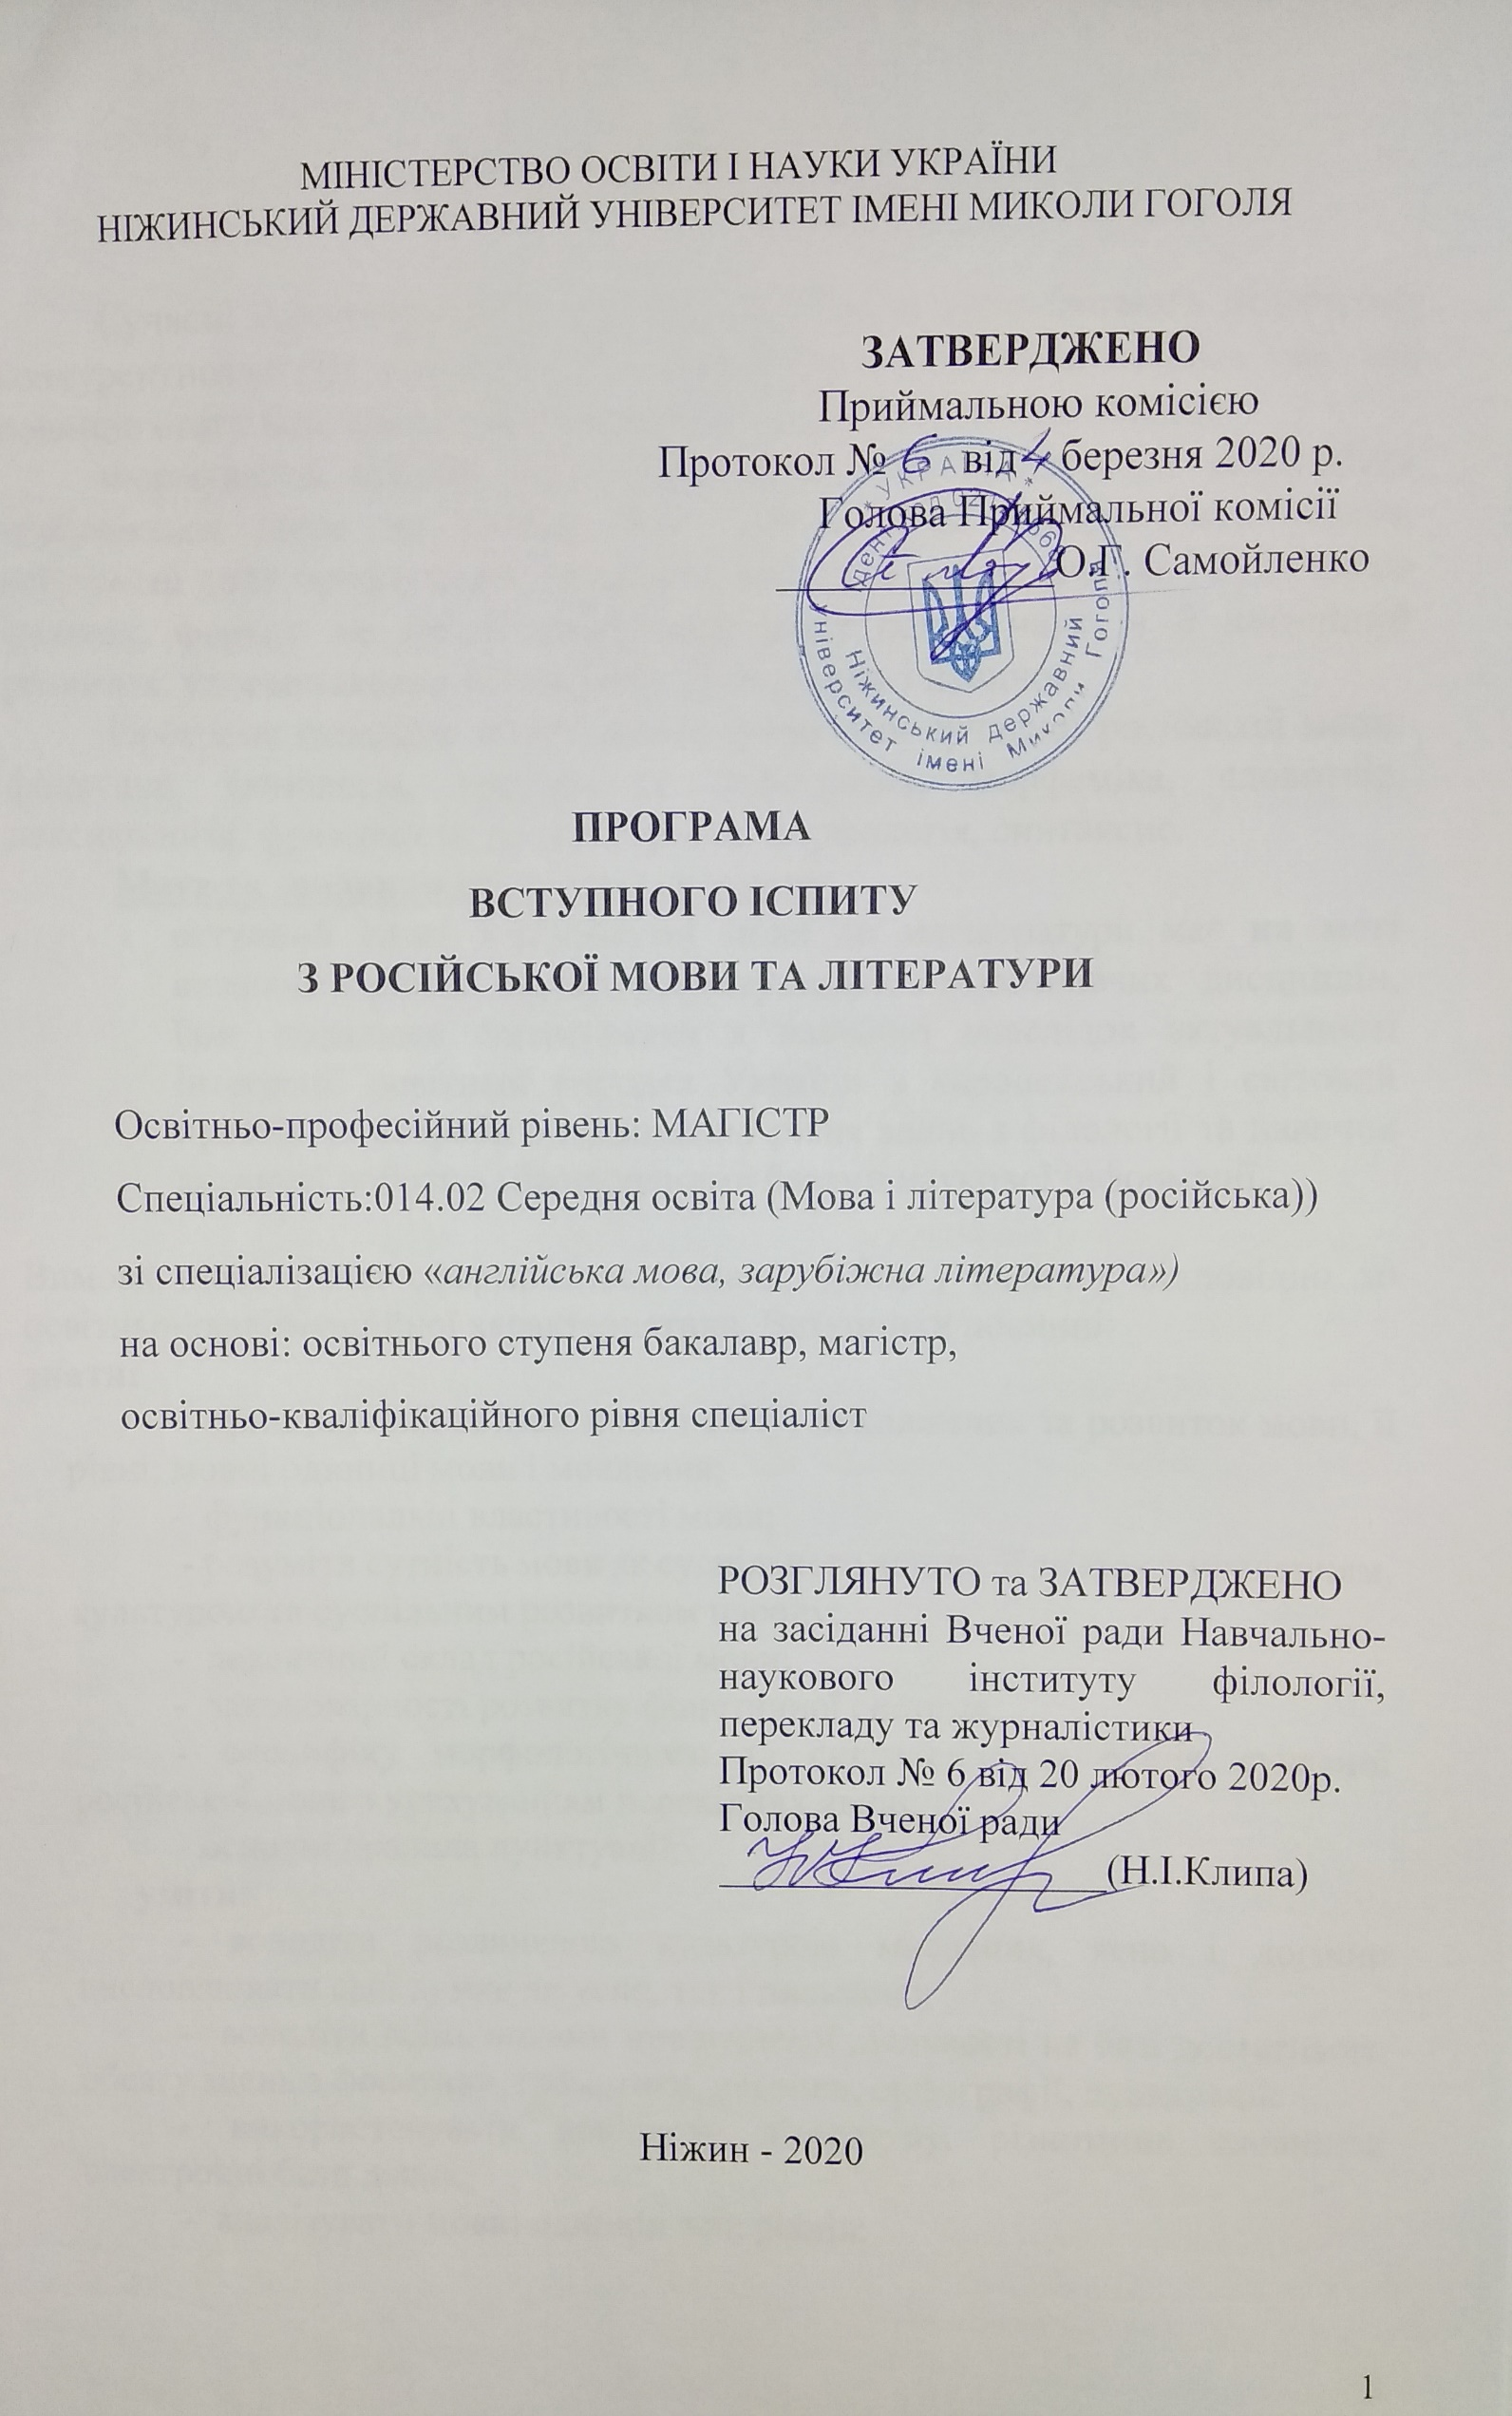 МІНІСТЕРСТВО ОСВІТИ І НАУКИ УКРАЇНИ
НІЖИНСЬКИЙ ДЕРЖАВНИЙ УНІВЕРСИТЕТ ІМЕНІ МИКОЛИ ГОГОЛЯ
ЗАТВЕРДЖЕНО
Приймальною комісією
Протокол № 6 від 4 березня 2020 р.
Голова Приймальної комісії
О.Г. Самойленко
* УКРАЇНА *
Ніжинський державний
університет імені Миколи Гоголя
ПРОГРАМА
ВСТУПНОГО ІСПИТУ
З РОСІЙСЬКОЇ МОВИ ТА ЛІТЕРАТУРИ
Освітньо-професійний рівень: МАГІСТР
Спеціальність:014.02 Середня освіта (Мова і література (російська))
зі спеціалізацією «англійська мова, зарубіжна література»)
на основі: освітнього ступеня бакалавр, магістр,
освітньо-кваліфікаційного рівня спеціаліст
РОЗГЛЯНУТО та ЗАТВЕРДЖЕНО
на засіданні Вченої ради Навчально-
наукового інституту філології,
перекладу та журналістики
Протокол № 6 від 20 лютого 2020р.
Голова Вченої ради
(Н.І.Клипа)
Ніжин - 2020
1